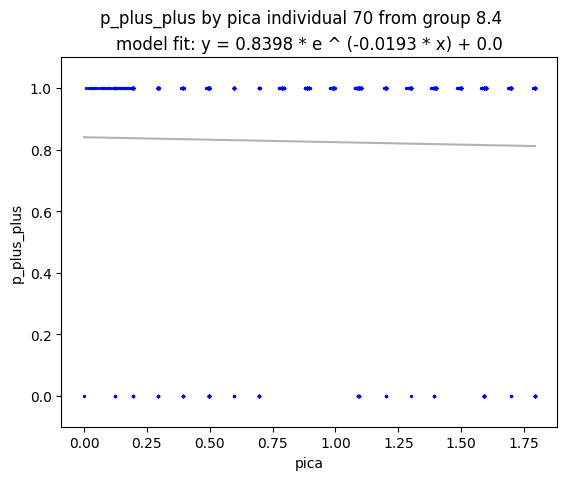 p_plus_plus by pica individual 70 from group 8.4
model fit: y = 0.8398 * e ^ (-0.0193 * x) + 0.0
1.0
0.8
0.6
0.4
0.2
0.0
p_plus_plus
0.00 0.25 0.50 0.75 1.00 1.25 1.50 1.75
pica